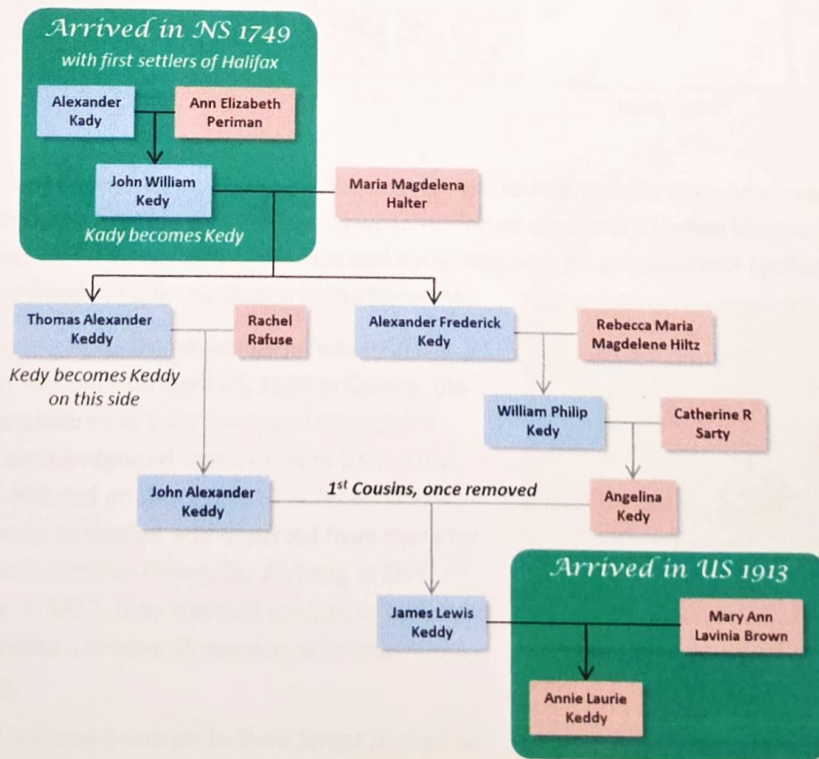 Arrived in NS 1749
with first settlers of Halifax
Alexander
Kady
Ann Elizabeth
Periman
John William
Kedy
Maria Magdelena
Halter
Kady becomes Kedy
Thomas Alexander
Keddy
Rachel
Rafuse
Alexander Frederick
Kedy
Rebecca Maria
Magdelene Hiltz
Kedy becomes Keddy
on this side
William Philip
Kedy
Catherine R
Sarty
John Alexander
Keddy
1st Cousins, once removed
Angelina
Kedy
Arrived in US 1913
James Lewis
Keddy
Mary Ann
Lavinia Brown
Annie Laurie
Keddy